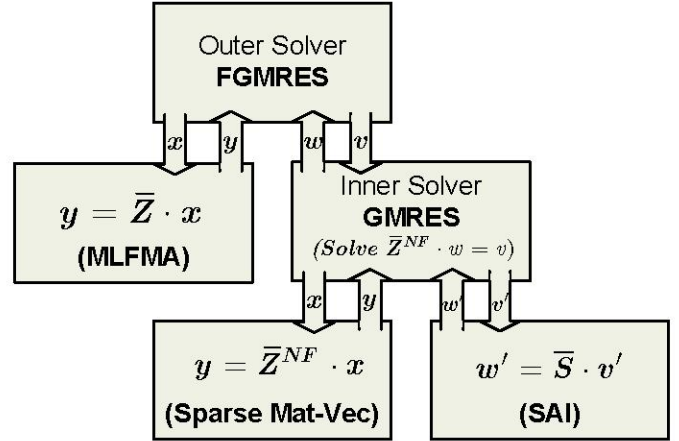 Outer Solver
FGMRES
x y w v
y = Z̅ · x
(MLFMA)
Inner Solver
GMRES
(Solve Z̅^NF · w = v)
x y w′ v′
y = Z̅^NF · x
(Sparse Mat-Vec)
w′ = S̅ · v′
(SAI)